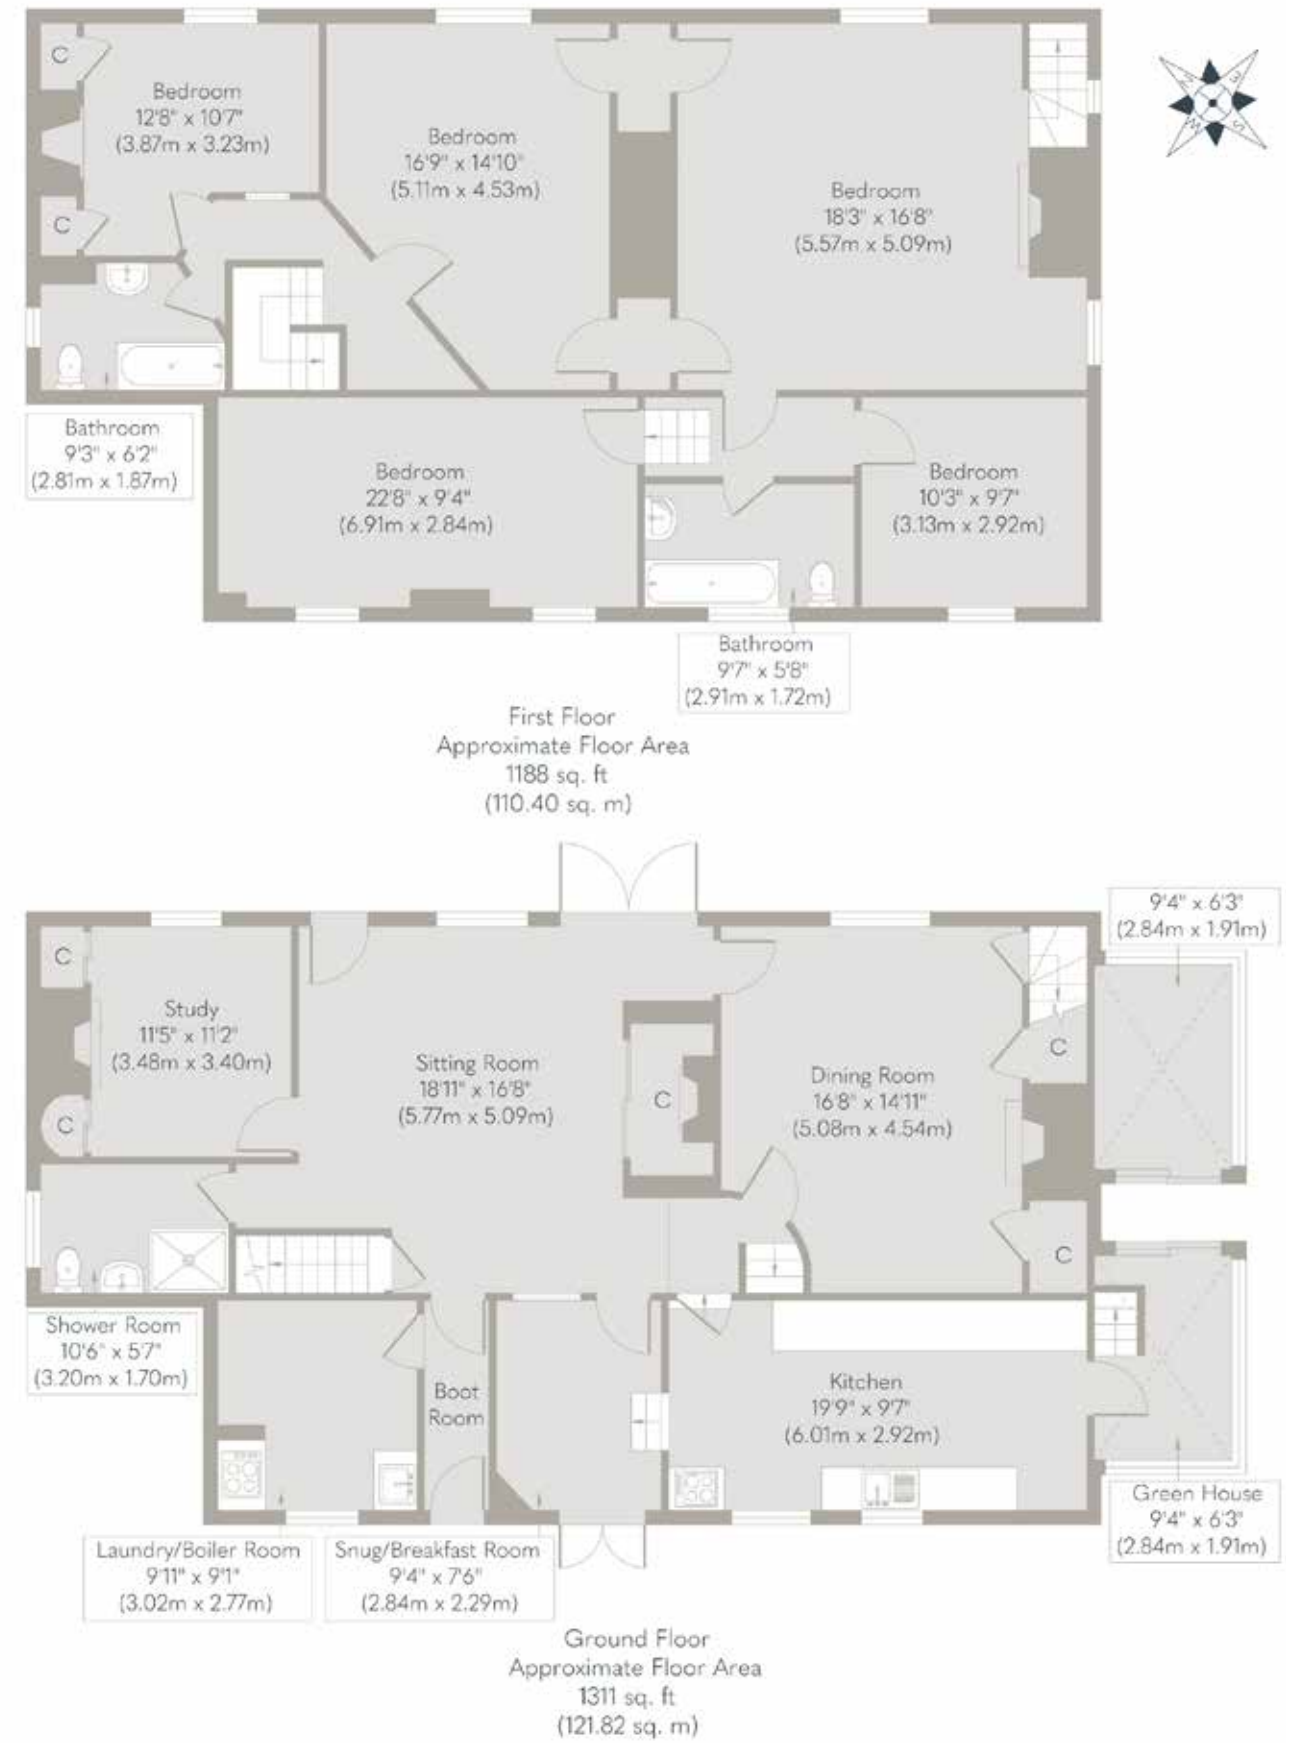 C
Bedroom
12'8" x 10'7"
(3.87m x 3.23m)
C
Bedroom
16'9" x 14'10"
(5.11m x 4.53m)
Bedroom
18'3" x 16'8"
(5.57m x 5.09m)
N
E
W
S
Bathroom
9'3" x 6'2"
(2.81m x 1.87m)
Bedroom
22'8" x 9'4"
(6.91m x 2.84m)
Bedroom
10'3" x 9'7"
(3.13m x 2.92m)
Bathroom
9'7" x 5'8"
(2.91m x 1.72m)
First Floor
Approximate Floor Area
1188 sq. ft
(110.40 sq. m)
9'4" x 6'3"
(2.84m x 1.91m)
C
Study
11'5" x 11'2"
(3.48m x 3.40m)
C
Sitting Room
18'11" x 16'8"
(5.77m x 5.09m)
C
Dining Room
16'8" x 14'11"
(5.08m x 4.54m)
C
C
Shower Room
10'6" x 5'7"
(3.20m x 1.70m)
Boot
Room
Kitchen
19'9" x 9'7"
(6.01m x 2.92m)
Green House
9'4" x 6'3"
(2.84m x 1.91m)
Laundry/Boiler Room
9'11" x 9'1"
(3.02m x 2.77m)
Snug/Breakfast Room
9'4" x 7'6"
(2.84m x 2.29m)
Ground Floor
Approximate Floor Area
1311 sq. ft
(121.82 sq. m)